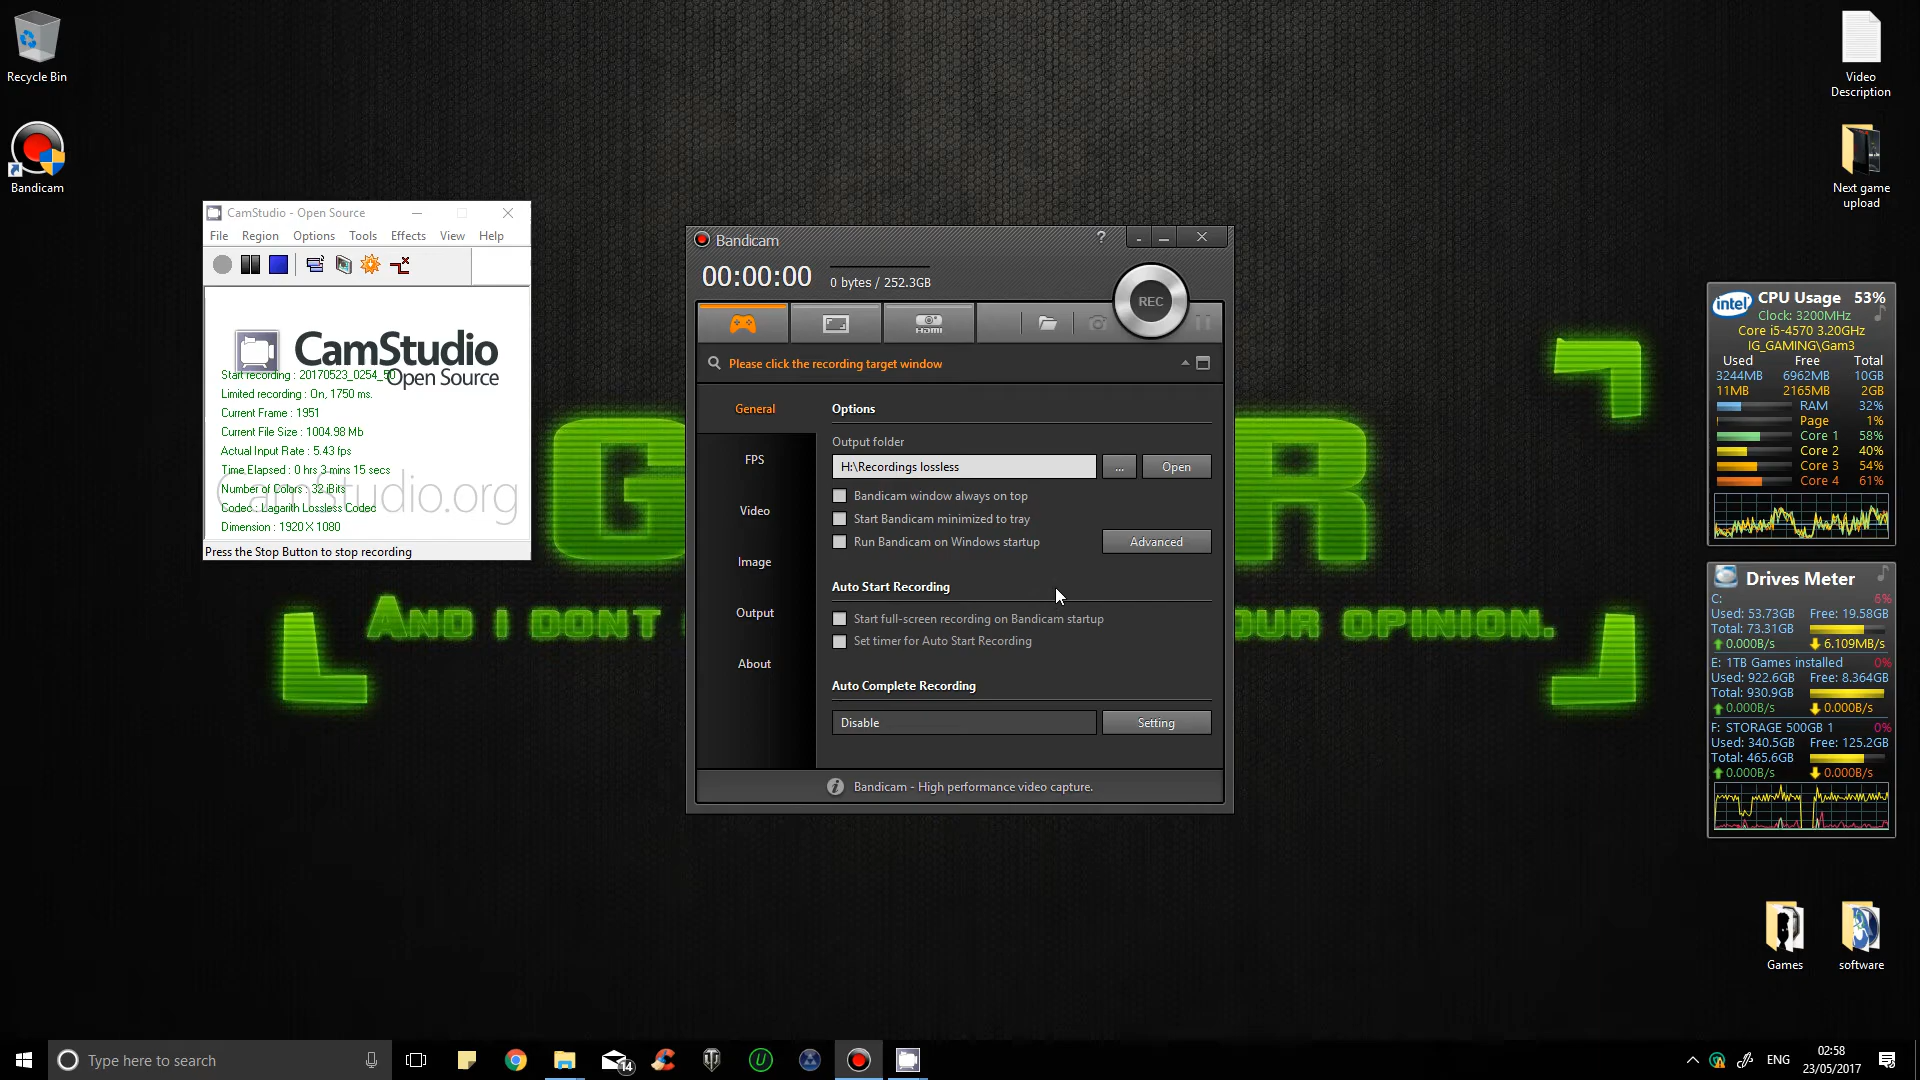 Recycle Bin
Bandicam
Video
Description
Next game
upload
CamStudio - Open Source
File Region Options Tools Effects View Help
CamStudio
Open Source
CamStudio.org
Start recording : 20170523_0254_50
Limited recording : On, 1750 ms.
Current Frame : 1951
Current File Size : 1004.98 Mb
Actual Input Rate : 5.43 fps
Time Elapsed : 0 hrs 3 mins 15 secs
Number of Colors : 32 iBits
Codec : Lagarith Lossless Codec
Dimension : 1920 X 1080
Press the Stop Button to stop recording
Bandicam
?
00:00:00
0 bytes / 252.3GB
REC
HDMI
Please click the recording target window
General
FPS
Video
Image
Output
About
Options
Output folder
H:\Recordings lossless
... Open
Bandicam window always on top
Start Bandicam minimized to tray
Run Bandicam on Windows startup
Advanced
Auto Start Recording
Start full-screen recording on Bandicam startup
Set timer for Auto Start Recording
Auto Complete Recording
Disable
Setting
Bandicam - High performance video capture.
G R
AND I DONT OUR OPINION.
intel
CPU Usage 53%
Clock: 3200MHz
Core i5-4570 3.20GHz
IG_GAMING\Gam3
Used Free Total
3244MB 6962MB 10GB
11MB 2165MB 2GB
RAM 32%
Page 1%
Core 1 58%
Core 2 40%
Core 3 54%
Core 4 61%
Drives Meter
C: 6%
Used: 53.73GB Free: 19.58GB
Total: 73.31GB
0.000B/s 6.109MB/s
E: 1TB Games installed 0%
Used: 922.6GB Free: 8.364GB
Total: 930.9GB
0.000B/s 0.000B/s
F: STORAGE 500GB 1 0%
Used: 340.5GB Free: 125.2GB
Total: 465.6GB
0.000B/s 0.000B/s
Games
software
Type here to search
14
ENG
02:58
23/05/2017